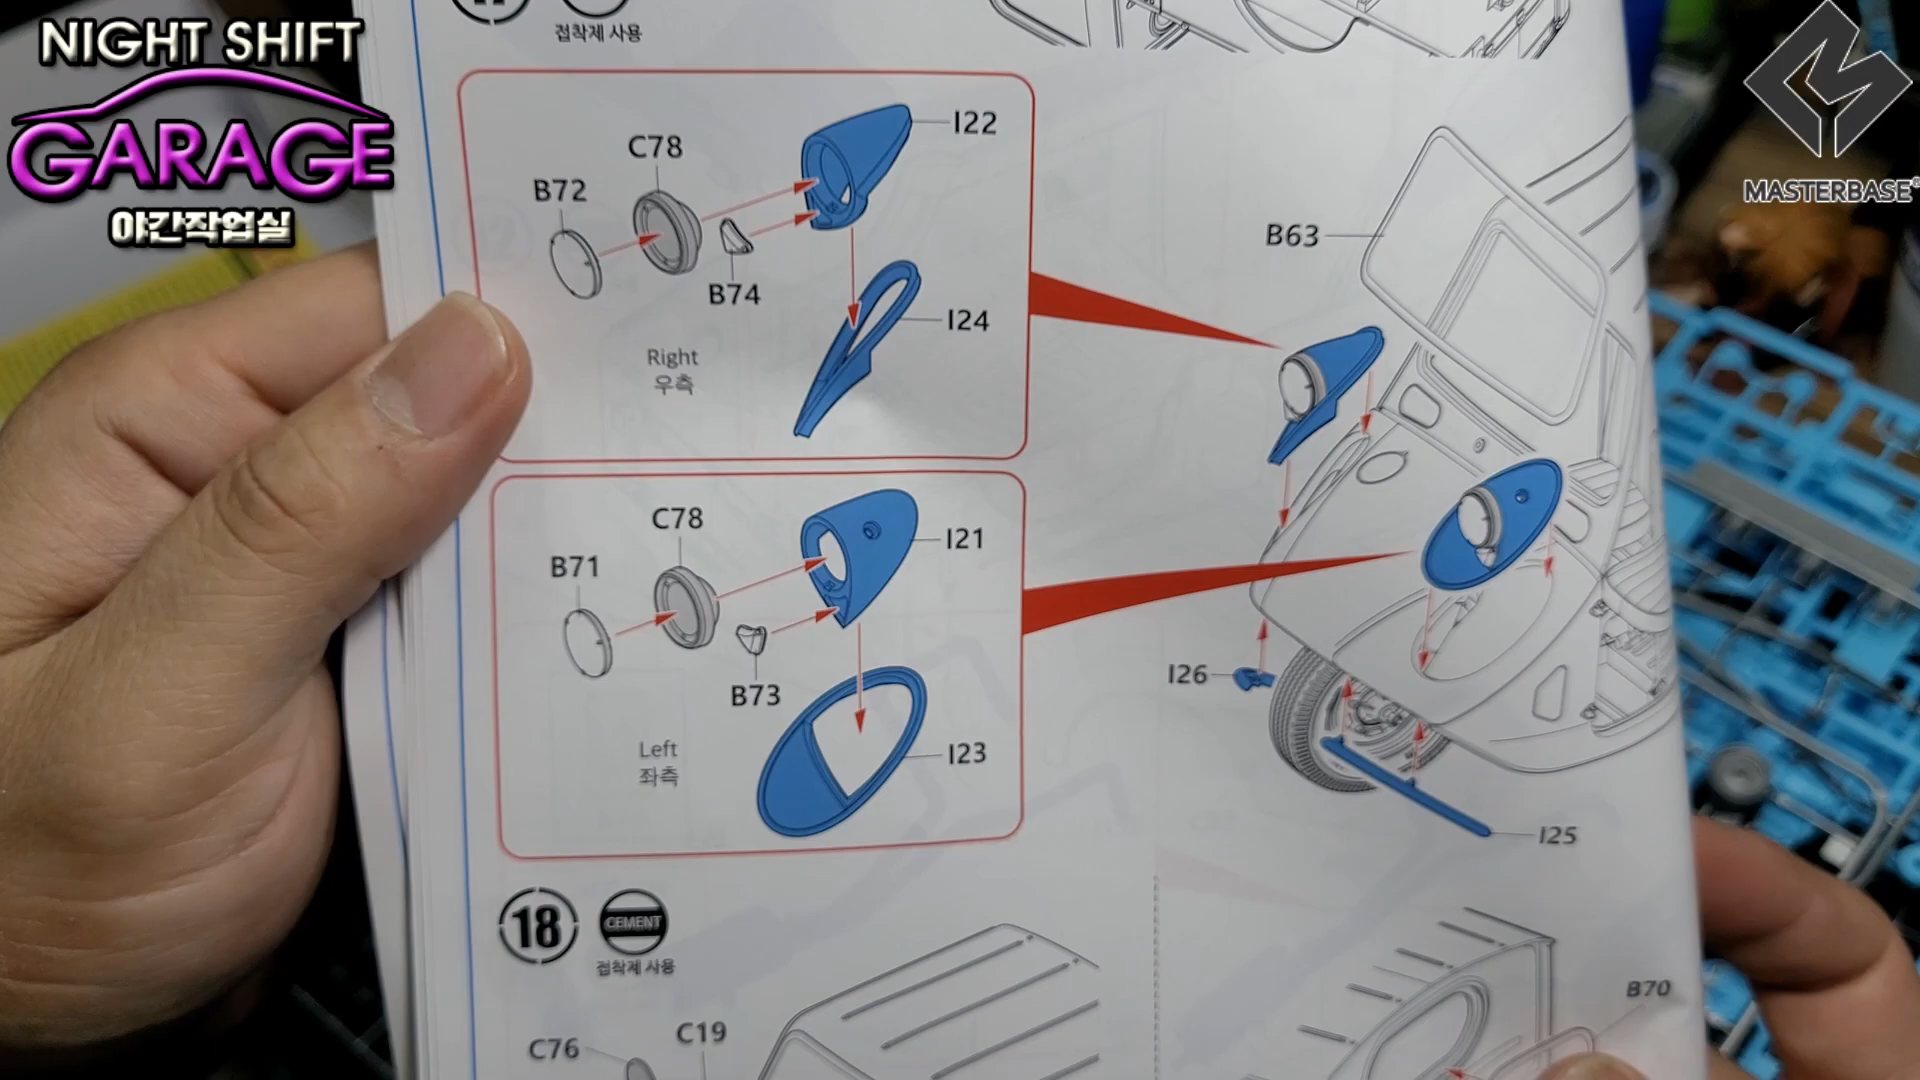 NIGHT SHIFT
GARAGE
야간작업실
MASTERBASE
접착제 사용
I22
C78
B72
B74
I24
Right
우측
B63
C78
I21
B71
B73
I23
Left
좌측
I26
I25
18
CEMENT
접착제 사용
B70
C19
C76